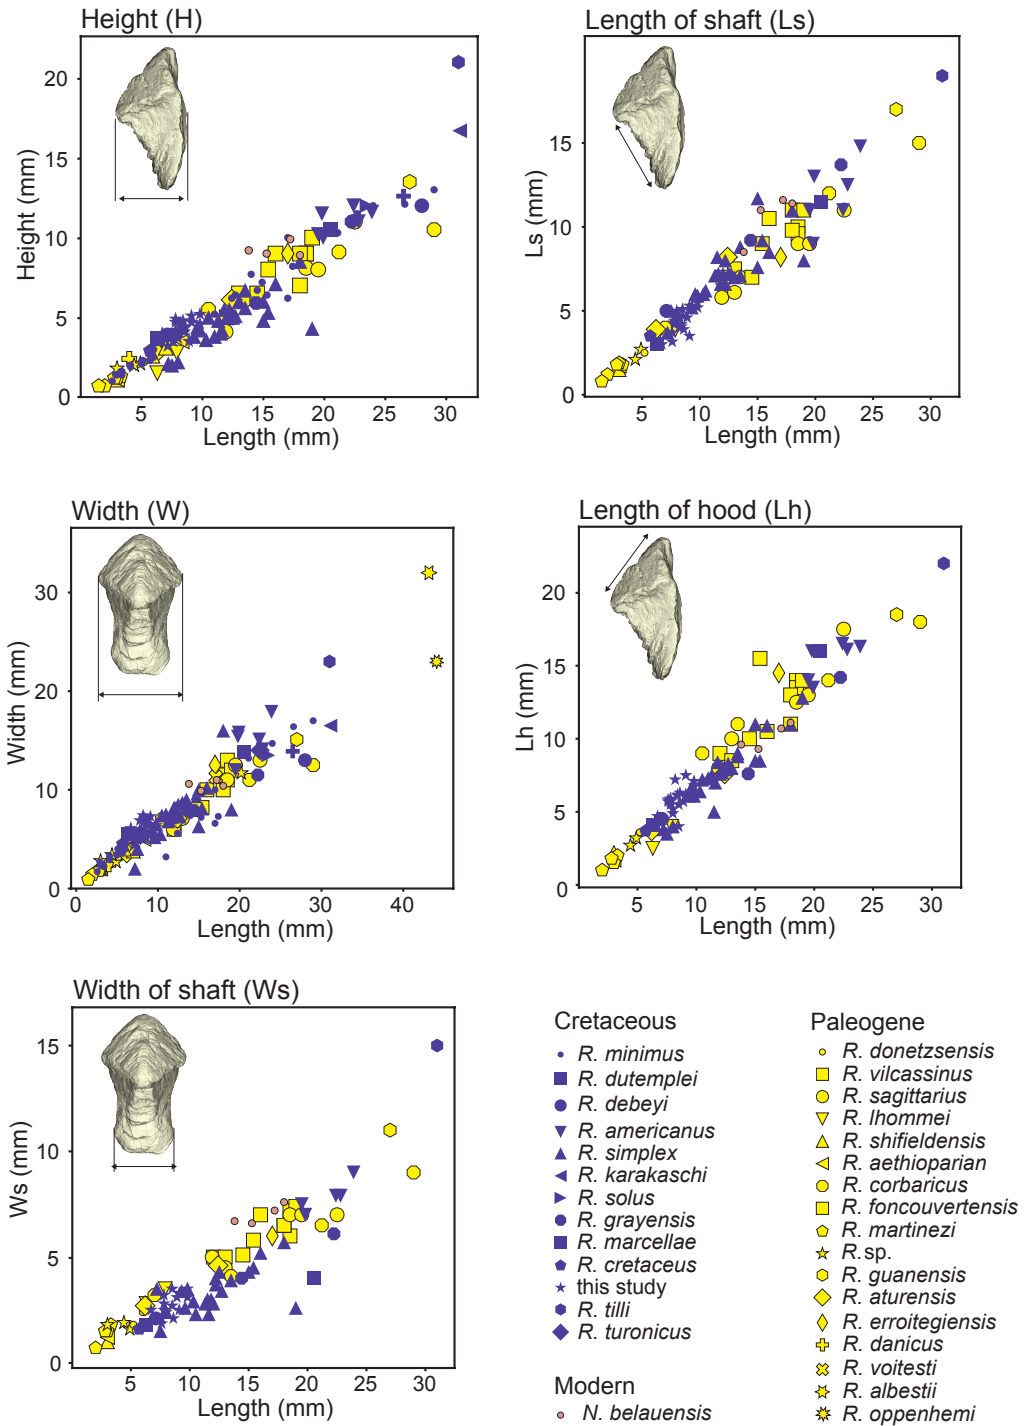 Height (H)
Height (mm)
20
15
10
5
0
5 10 15 20 25 30
Length (mm)
Length of shaft (Ls)
Ls (mm)
15
10
5
0
5 10 15 20 25 30
Length (mm)
Width (W)
Width (mm)
30
20
10
0
0 10 20 30 40
Length (mm)
Length of hood (Lh)
Lh (mm)
20
15
10
5
0
5 10 15 20 25 30
Length (mm)
Width of shaft (Ws)
Ws (mm)
15
10
5
0
5 10 15 20 25 30
Length (mm)
Cretaceous
R. minimus
R. dutemplei
R. debeyi
R. americanus
R. simplex
R. karakaschi
R. solus
R. grayensis
R. marcellae
R. cretaceus
this study
R. tilli
R. turonicus
Modern
N. belauensis
Paleogene
R. donetzsensis
R. vilcassinus
R. sagittarius
R. lhommei
R. shifieldensis
R. aethioparian
R. corbaricus
R. foncouvertensis
R. martinezi
R. sp.
R. guanensis
R. aturensis
R. erroitegiensis
R. danicus
R. voitesti
R. albestii
R. oppenhemi